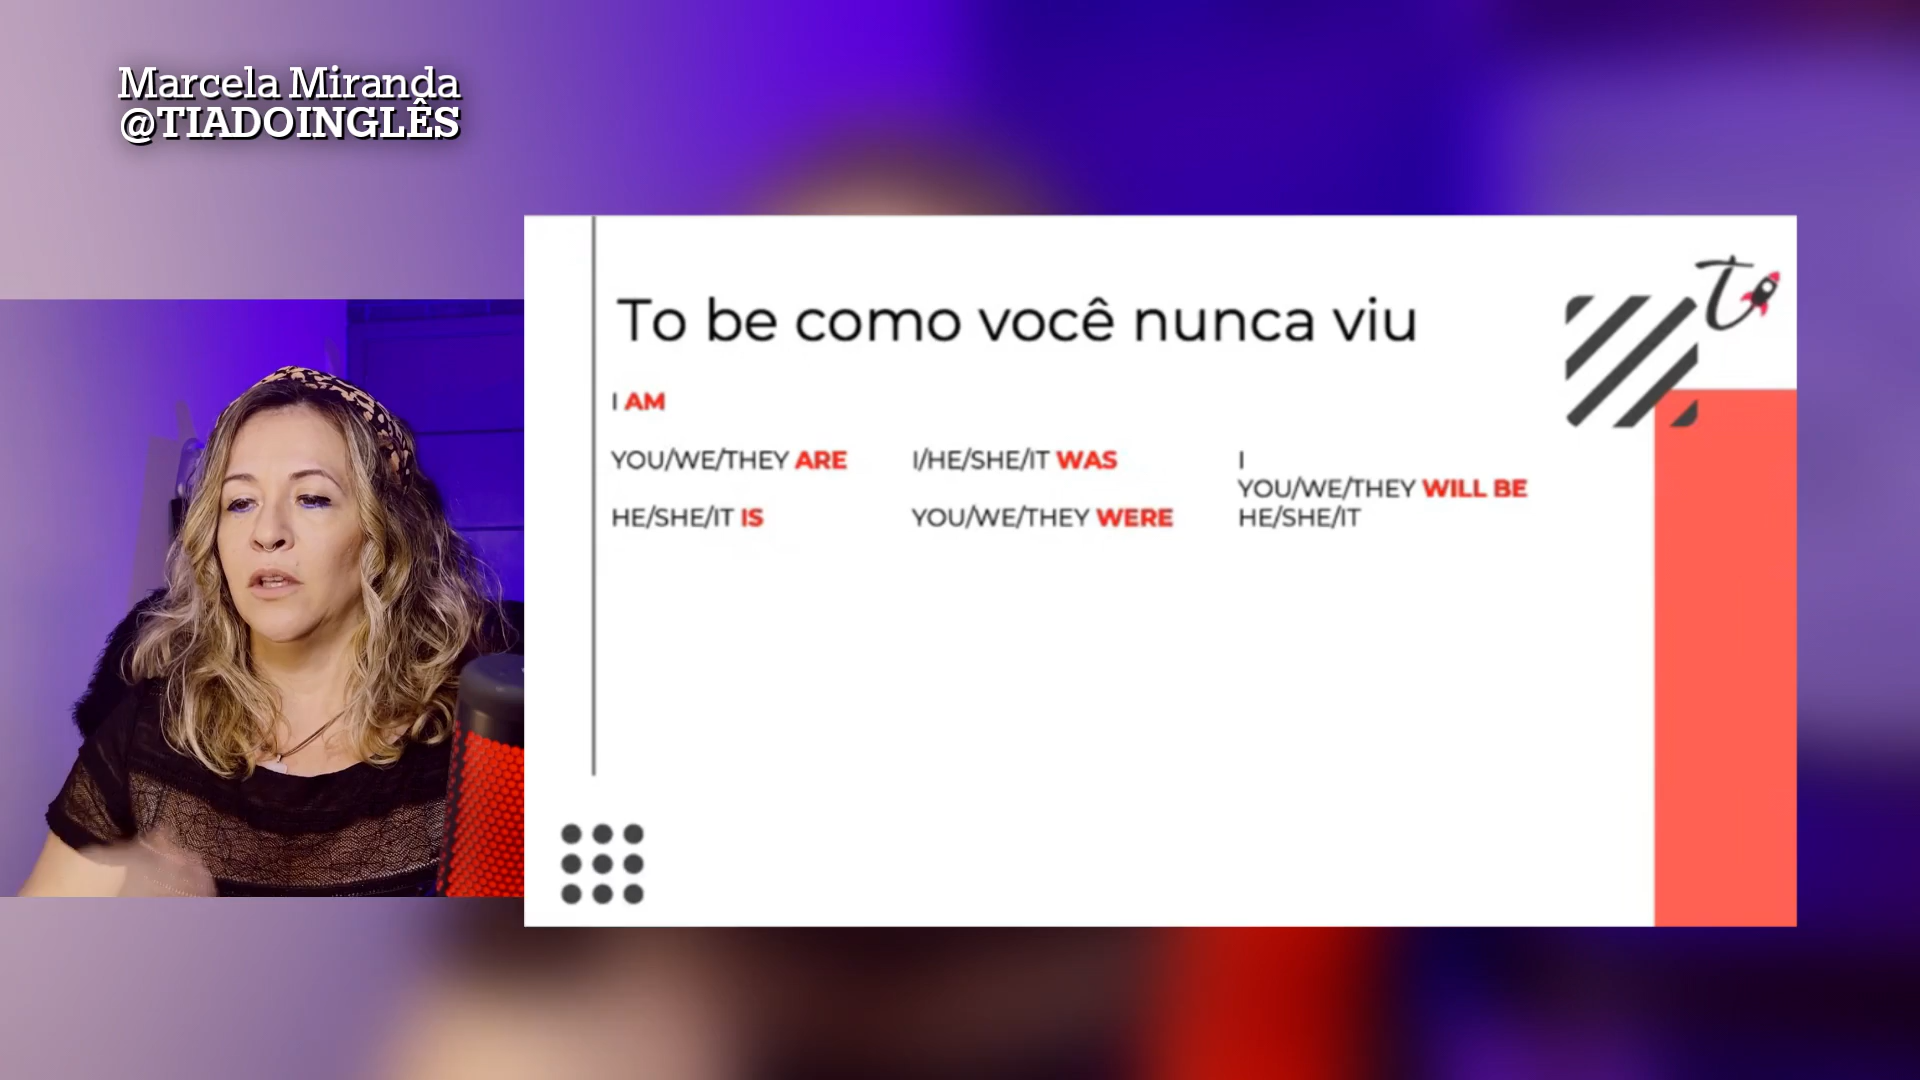 Marcela Miranda
@TIADOINGLÊS
To be como você nunca viu
I AM
YOU/WE/THEY ARE
HE/SHE/IT IS
I/HE/SHE/IT WAS
YOU/WE/THEY WERE
I
YOU/WE/THEY WILL BE
HE/SHE/IT
t